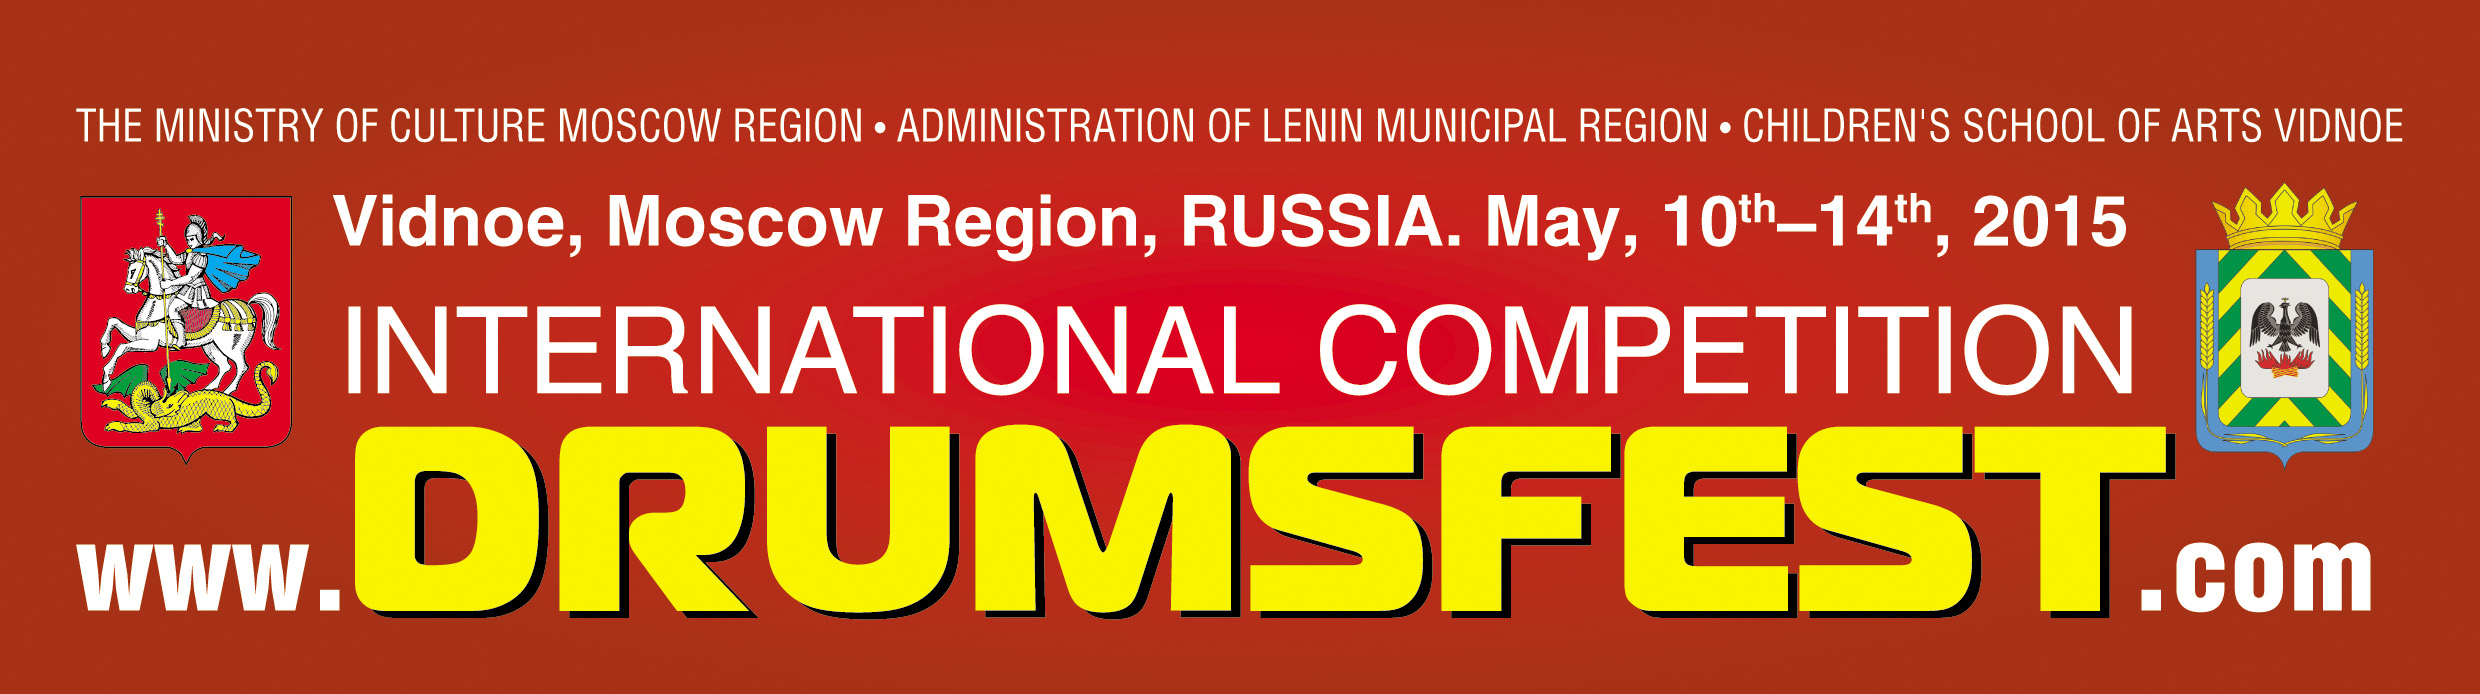 THE MINISTRY OF CULTURE MOSCOW REGION • ADMINISTRATION OF LENIN MUNICIPAL REGION • CHILDREN'S SCHOOL OF ARTS VIDNOE
Vidnoe, Moscow Region, RUSSIA. May, 10th–14th, 2015
INTERNATIONAL COMPETITION
www.DRUMSFEST.com